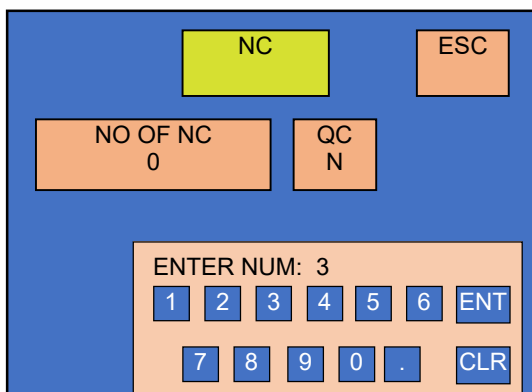 NC
ESC
NO OF NC
0
QC
N
ENTER NUM: 3
1 2 3 4 5 6 ENT
7 8 9 0 . CLR